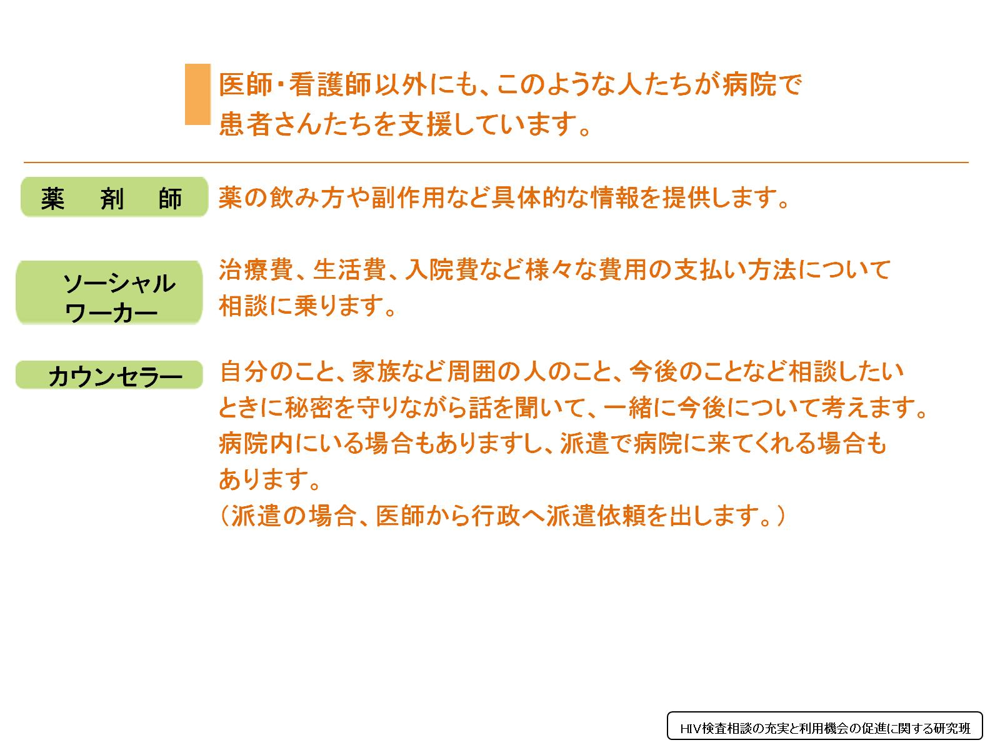 医師・看護師以外にも、このような人たちが病院で
患者さんたちを支援しています。
薬 剤 師
薬の飲み方や副作用など具体的な情報を提供します。
ソーシャル
ワーカー
治療費、生活費、入院費など様々な費用の支払い方法について
相談に乗ります。
カウンセラー
自分のこと、家族など周囲の人のこと、今後のことなど相談したい
ときに秘密を守りながら話を聞いて、一緒に今後について考えます。
病院内にいる場合もありますし、派遣で病院に来てくれる場合も
あります。
（派遣の場合、医師から行政へ派遣依頼を出します。）
HIV検査相談の充実と利用機会の促進に関する研究班